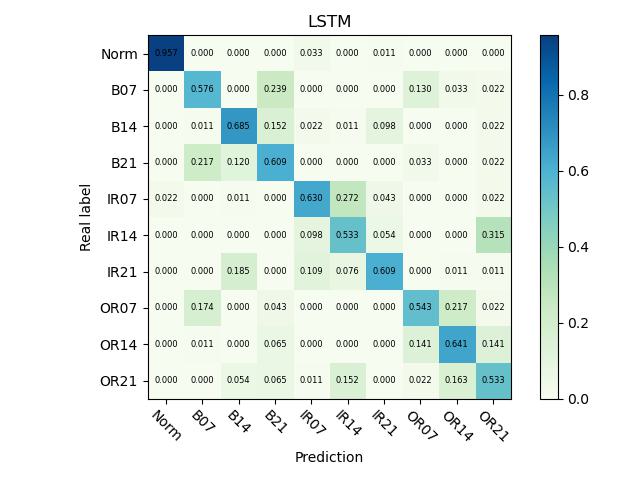 LSTM
Norm 0.957 0.000 0.000 0.000 0.033 0.000 0.011 0.000 0.000 0.000
B07 0.000 0.576 0.000 0.239 0.000 0.000 0.000 0.130 0.033 0.022
B14 0.000 0.011 0.685 0.152 0.022 0.011 0.098 0.000 0.000 0.022
B21 0.000 0.217 0.120 0.609 0.000 0.000 0.000 0.033 0.000 0.022
IR07 0.022 0.000 0.011 0.000 0.630 0.272 0.043 0.000 0.000 0.022
IR14 0.000 0.000 0.000 0.000 0.098 0.533 0.054 0.000 0.000 0.315
IR21 0.000 0.000 0.185 0.000 0.109 0.076 0.609 0.000 0.011 0.011
OR07 0.000 0.174 0.000 0.043 0.000 0.000 0.000 0.543 0.217 0.022
OR14 0.000 0.011 0.000 0.065 0.000 0.000 0.000 0.141 0.641 0.141
OR21 0.000 0.000 0.054 0.065 0.011 0.152 0.000 0.022 0.163 0.533
Norm B07 B14 B21 IR07 IR14 IR21 OR07 OR14 OR21
Prediction
Real label
0.8
0.6
0.4
0.2
0.0